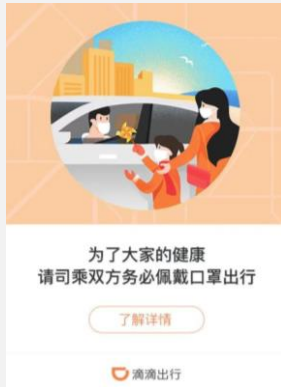 为了大家的健康
请司乘双方务必佩戴口罩出行
了解详情
滴滴出行